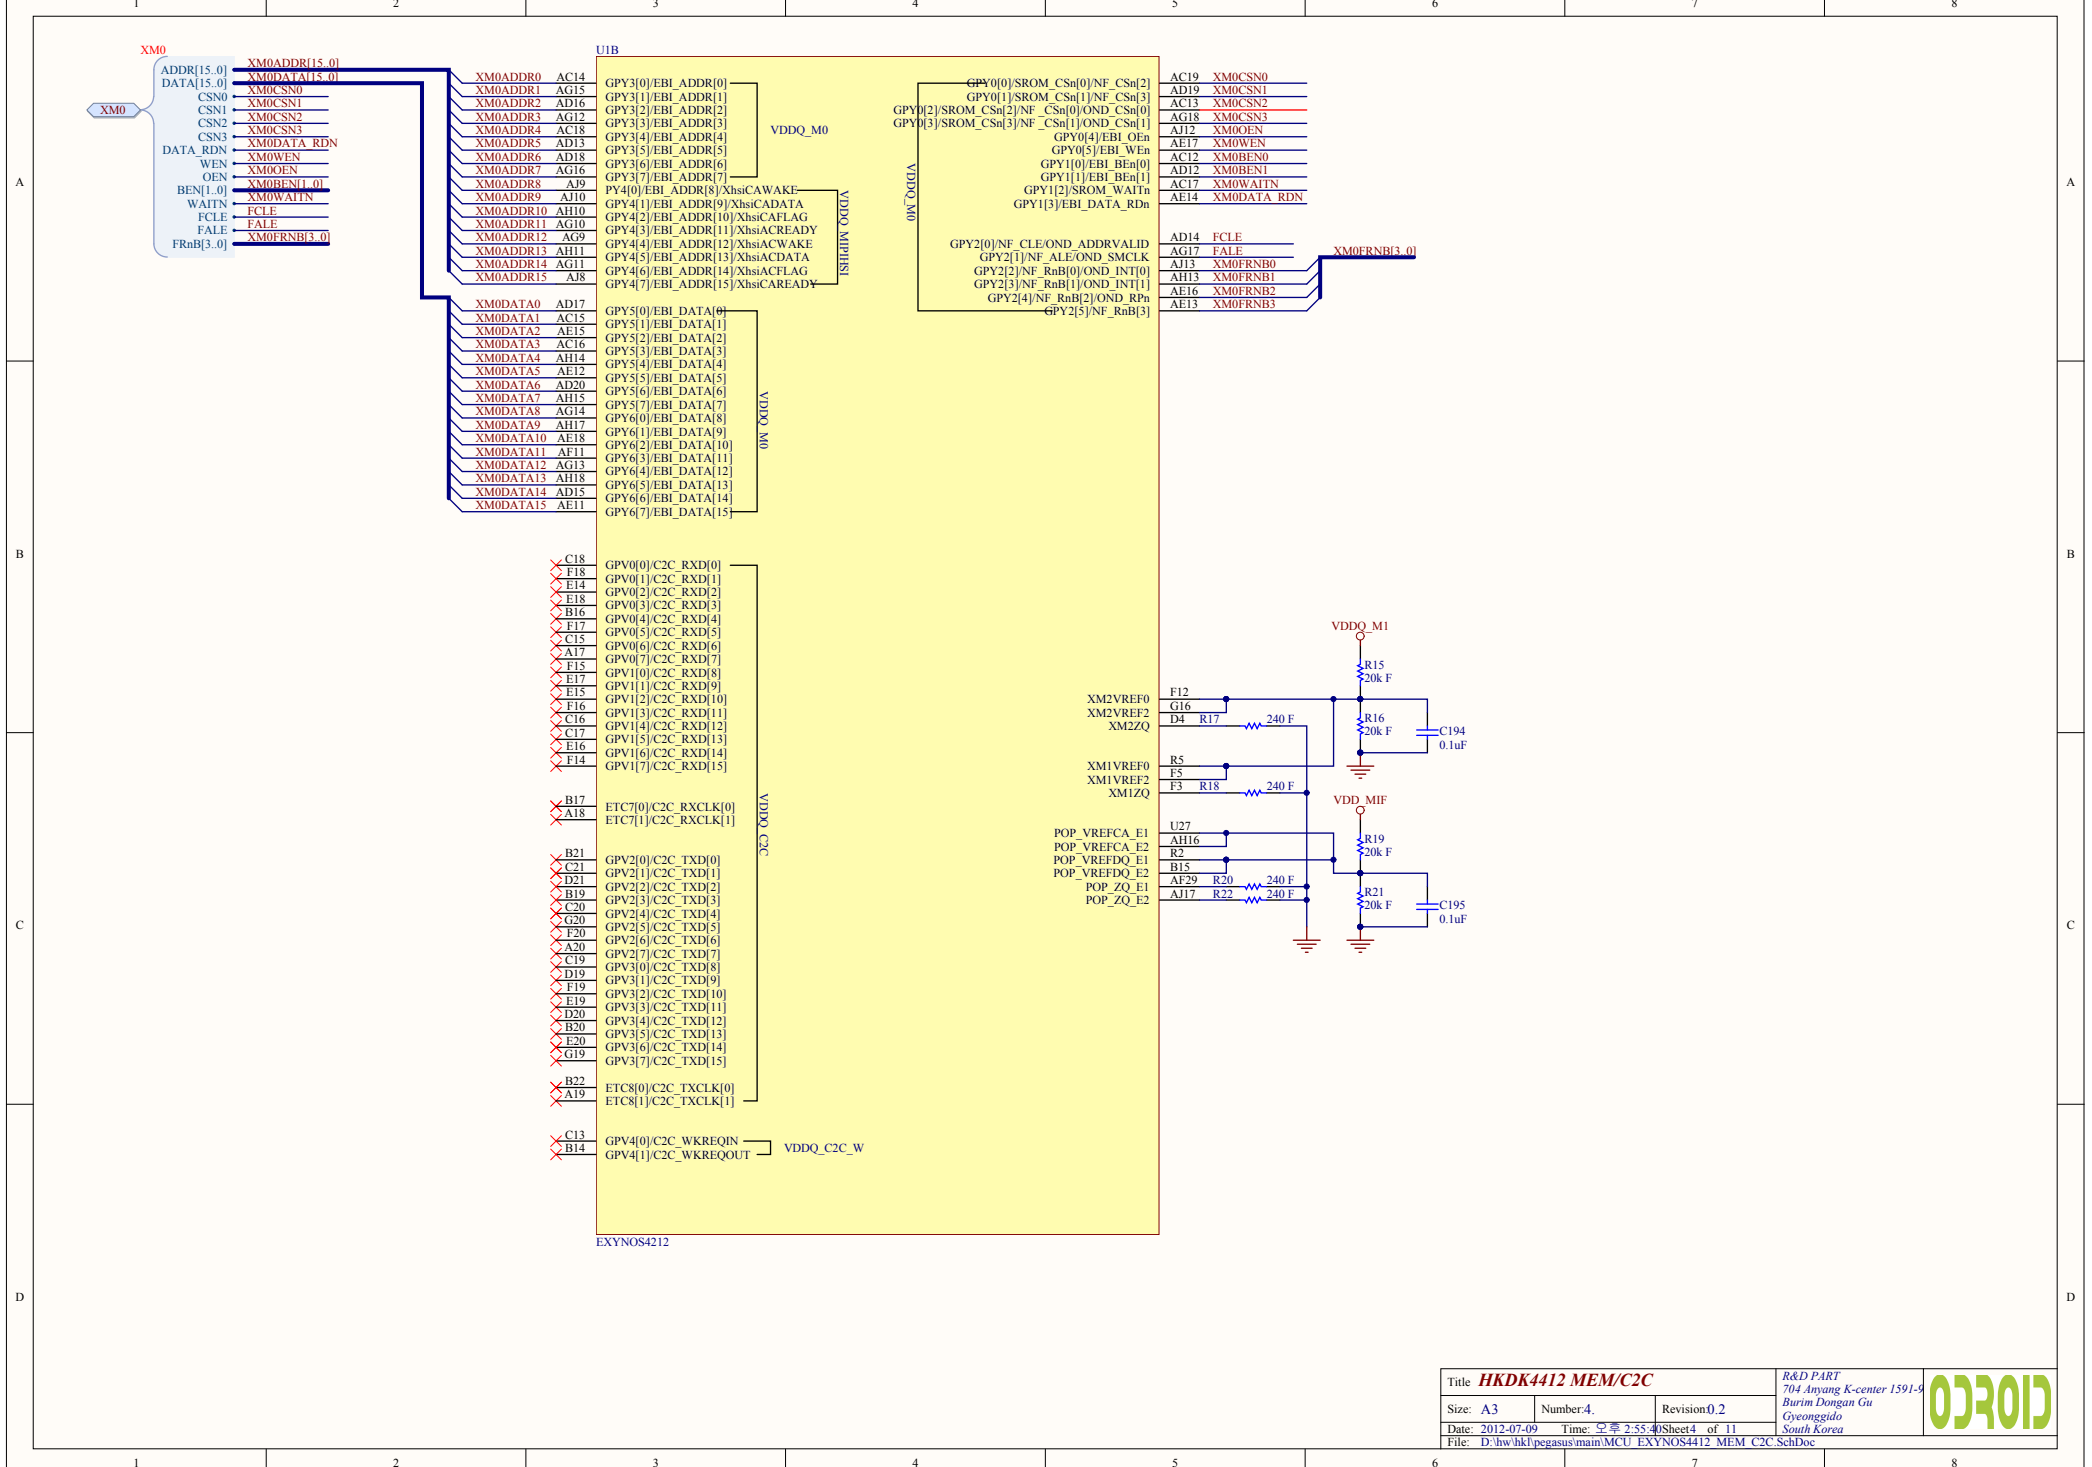 1 2 3 4 5 6 7 8
A
B
C
D
XM0
XM0
ADDR[15..0] XM0ADDR[15..0]
DATA[15..0] XM0DATA[15..0]
CSN0 XM0CSN0
CSN1 XM0CSN1
CSN2 XM0CSN2
CSN3 XM0CSN3
DATA_RDN XM0DATA_RDN
WEN XM0WEN
OEN XM0OEN
BEN[1..0] XM0BEN[1..0]
WAITN XM0WAITN
FCLE FCLE
FALE FALE
FRnB[3..0] XM0FRNB[3..0]
U1B
XM0ADDR0 AC14 GPY3[0]/EBI_ADDR[0]
XM0ADDR1 AG15 GPY3[1]/EBI_ADDR[1]
XM0ADDR2 AD16 GPY3[2]/EBI_ADDR[2]
XM0ADDR3 AG12 GPY3[3]/EBI_ADDR[3]
XM0ADDR4 AC18 GPY3[4]/EBI_ADDR[4]
XM0ADDR5 AD13 GPY3[5]/EBI_ADDR[5]
XM0ADDR6 AD18 GPY3[6]/EBI_ADDR[6]
XM0ADDR7 AG16 GPY3[7]/EBI_ADDR[7]
VDDQ_M0
XM0ADDR8 AJ9 PY4[0]/EBI_ADDR[8]/XhsiCAWAKE
XM0ADDR9 AJ10 GPY4[1]/EBI_ADDR[9]/XhsiCADATA
XM0ADDR10 AH10 GPY4[2]/EBI_ADDR[10]/XhsiCAFLAG
XM0ADDR11 AG10 GPY4[3]/EBI_ADDR[11]/XhsiACREADY
XM0ADDR12 AG9 GPY4[4]/EBI_ADDR[12]/XhsiACWAKE
XM0ADDR13 AH11 GPY4[5]/EBI_ADDR[13]/XhsiACDATA
XM0ADDR14 AG11 GPY4[6]/EBI_ADDR[14]/XhsiACFLAG
XM0ADDR15 AJ8 GPY4[7]/EBI_ADDR[15]/XhsiCAREADY
VDDQ_MIPIHSI
XM0DATA0 AD17 GPY5[0]/EBI_DATA[0]
XM0DATA1 AC15 GPY5[1]/EBI_DATA[1]
XM0DATA2 AE15 GPY5[2]/EBI_DATA[2]
XM0DATA3 AC16 GPY5[3]/EBI_DATA[3]
XM0DATA4 AH14 GPY5[4]/EBI_DATA[4]
XM0DATA5 AE12 GPY5[5]/EBI_DATA[5]
XM0DATA6 AD20 GPY5[6]/EBI_DATA[6]
XM0DATA7 AH15 GPY5[7]/EBI_DATA[7]
XM0DATA8 AG14 GPY6[0]/EBI_DATA[8]
XM0DATA9 AH17 GPY6[1]/EBI_DATA[9]
XM0DATA10 AE18 GPY6[2]/EBI_DATA[10]
XM0DATA11 AF11 GPY6[3]/EBI_DATA[11]
XM0DATA12 AG13 GPY6[4]/EBI_DATA[12]
XM0DATA13 AH18 GPY6[5]/EBI_DATA[13]
XM0DATA14 AD15 GPY6[6]/EBI_DATA[14]
XM0DATA15 AE11 GPY6[7]/EBI_DATA[15]
VDDQ_M0
C18 GPV0[0]/C2C_RXD[0]
F18 GPV0[1]/C2C_RXD[1]
E14 GPV0[2]/C2C_RXD[2]
E18 GPV0[3]/C2C_RXD[3]
B16 GPV0[4]/C2C_RXD[4]
F17 GPV0[5]/C2C_RXD[5]
C15 GPV0[6]/C2C_RXD[6]
A17 GPV0[7]/C2C_RXD[7]
F15 GPV1[0]/C2C_RXD[8]
E17 GPV1[1]/C2C_RXD[9]
E15 GPV1[2]/C2C_RXD[10]
F16 GPV1[3]/C2C_RXD[11]
C16 GPV1[4]/C2C_RXD[12]
C17 GPV1[5]/C2C_RXD[13]
E16 GPV1[6]/C2C_RXD[14]
F14 GPV1[7]/C2C_RXD[15]
B17 ETC7[0]/C2C_RXCLK[0]
A18 ETC7[1]/C2C_RXCLK[1]
VDDQ_C2C
B21 GPV2[0]/C2C_TXD[0]
C21 GPV2[1]/C2C_TXD[1]
D21 GPV2[2]/C2C_TXD[2]
B19 GPV2[3]/C2C_TXD[3]
C20 GPV2[4]/C2C_TXD[4]
G20 GPV2[5]/C2C_TXD[5]
F20 GPV2[6]/C2C_TXD[6]
A20 GPV2[7]/C2C_TXD[7]
C19 GPV3[0]/C2C_TXD[8]
D19 GPV3[1]/C2C_TXD[9]
F19 GPV3[2]/C2C_TXD[10]
E19 GPV3[3]/C2C_TXD[11]
D20 GPV3[4]/C2C_TXD[12]
B20 GPV3[5]/C2C_TXD[13]
E20 GPV3[6]/C2C_TXD[14]
G19 GPV3[7]/C2C_TXD[15]
B22 ETC8[0]/C2C_TXCLK[0]
A19 ETC8[1]/C2C_TXCLK[1]
C13 GPV4[0]/C2C_WKREQIN
B14 GPV4[1]/C2C_WKREQOUT
VDDQ_C2C_W
EXYNOS4212
VDDQ_M0
GPY0[0]/SROM_CSn[0]/NF_CSn[2] AC19 XM0CSN0
GPY0[1]/SROM_CSn[1]/NF_CSn[3] AD19 XM0CSN1
GPY0[2]/SROM_CSn[2]/NF_CSn[0]/OND_CSn[0] AC13 XM0CSN2
GPY0[3]/SROM_CSn[3]/NF_CSn[1]/OND_CSn[1] AG18 XM0CSN3
GPY0[4]/EBI_OEn AJ12 XM0OEN
GPY0[5]/EBI_WEn AE17 XM0WEN
GPY1[0]/EBI_BEn[0] AC12 XM0BEN0
GPY1[1]/EBI_BEn[1] AD12 XM0BEN1
GPY1[2]/SROM_WAITn AC17 XM0WAITN
GPY1[3]/EBI_DATA_RDn AE14 XM0DATA_RDN
GPY2[0]/NF_CLE/OND_ADDRVALID AD14 FCLE
GPY2[1]/NF_ALE/OND_SMCLK AG17 FALE
GPY2[2]/NF_RnB[0]/OND_INT[0] AJ13 XM0FRNB0
GPY2[3]/NF_RnB[1]/OND_INT[1] AH13 XM0FRNB1
GPY2[4]/NF_RnB[2]/OND_RPn AE16 XM0FRNB2
GPY2[5]/NF_RnB[3] AE13 XM0FRNB3
XM0FRNB[3..0]
VDDQ_M1
R15
20k F
XM2VREF0 F12
XM2VREF2 G16
XM2ZQ D4 R17 240 F
R16
20k F
C194
0.1uF
XM1VREF0 R5
XM1VREF2 F5
XM1ZQ F3 R18 240 F
VDD_MIF
R19
20k F
POP_VREFCA_E1 U27
POP_VREFCA_E2 AH16
POP_VREFDQ_E1 R2
POP_VREFDQ_E2 B15
POP_ZQ_E1 AF29 R20 240 F
POP_ZQ_E2 AJ17 R22 240 F
R21
20k F
C195
0.1uF
Title HKDK4412 MEM/C2C
Size: A3 Number:4. Revision:0.2
Date: 2012-07-09 Time: 오후 2:55:40 Sheet4 of 11
File: D:\hw\hkl\pegasus\main\MCU_EXYNOS4412_MEM_C2C.SchDoc
R&D PART
704 Anyang K-center 1591-9
Burim Dongan Gu
Gyeonggido
South Korea
ODROID
A
B
C
D
1 2 3 4 5 6 7 8